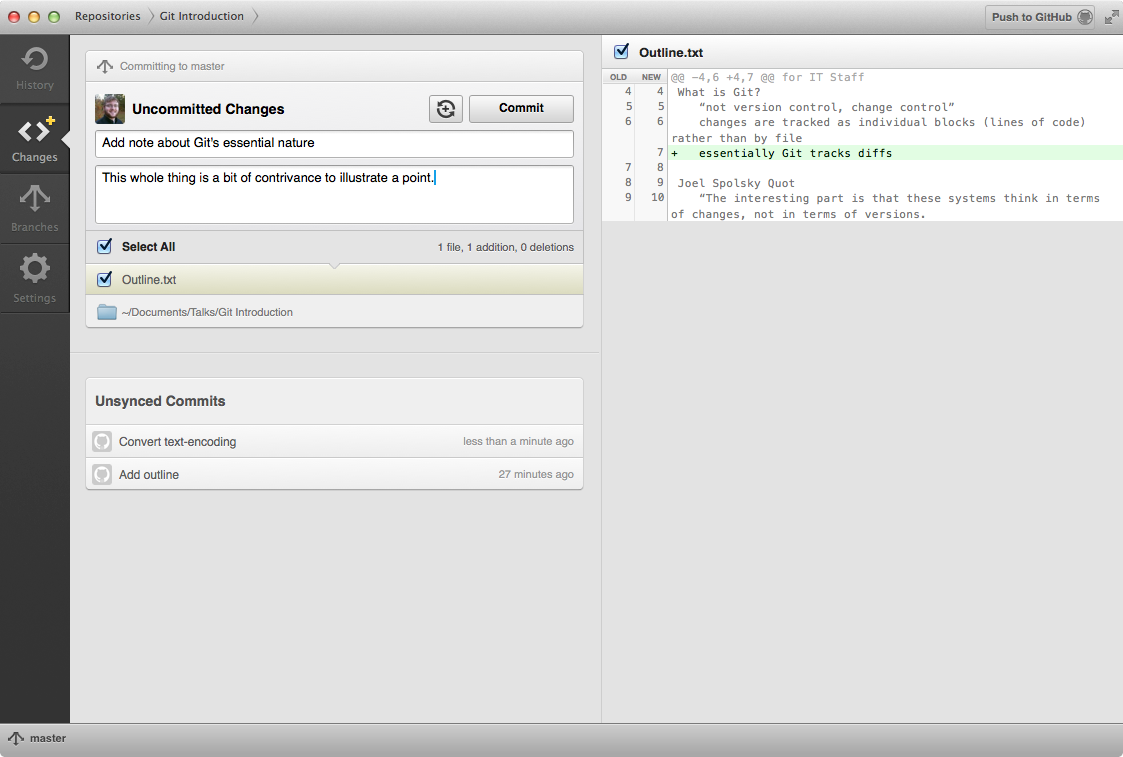 Repositories Git Introduction Push to GitHub
History
Changes
Branches
Settings
Committing to master
Uncommitted Changes Commit
Add note about Git's essential nature
This whole thing is a bit of contrivance to illustrate a point.
Select All 1 file, 1 addition, 0 deletions
Outline.txt
~/Documents/Talks/Git Introduction
Unsynced Commits
Convert text-encoding less than a minute ago
Add outline 27 minutes ago
Outline.txt
OLD NEW @@ -4,6 +4,7 @@ for IT Staff
4 4 What is Git?
5 5 “not version control, change control”
6 6 changes are tracked as individual blocks (lines of code)
rather than by file
7 + essentially Git tracks diffs
7 8
8 9 Joel Spolsky Quot
9 10 “The interesting part is that these systems think in terms
of changes, not in terms of versions.
master